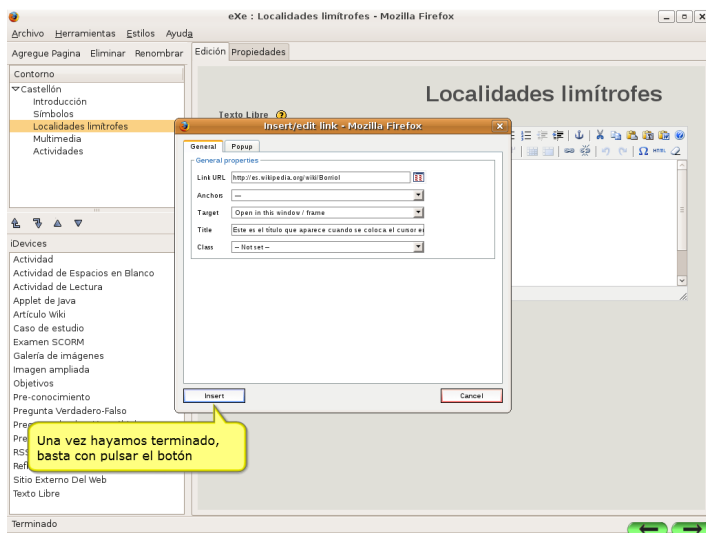 eXe : Localidades limítrofes - Mozilla Firefox
Archivo Herramientas Estilos Ayuda
Agregue Pagina Eliminar Renombrar
Edición Propiedades
Contorno
Castellón
Introducción
Símbolos
Localidades limítrofes
Multimedia
Actividades
Localidades limítrofes
Texto Libre
Insert/edit link - Mozilla Firefox
General Popup
General properties
Link URL http://es.wikipedia.org/wiki/Borriol
Anchors ---
Target Open in this window / frame
Title Este es el título que aparece cuando se coloca el cursor
Class -- Not set --
Insert Cancel
HTML
iDevices
Actividad
Actividad de Espacios en Blanco
Actividad de Lectura
Applet de Java
Artículo Wiki
Caso de estudio
Examen SCORM
Galería de imágenes
Imagen ampliada
Objetivos
Pre-conocimiento
Pregunta Verdadero-Falso
Una vez hayamos terminado,
basta con pulsar el botón
Sitio Externo Del Web
Texto Libre
Terminado